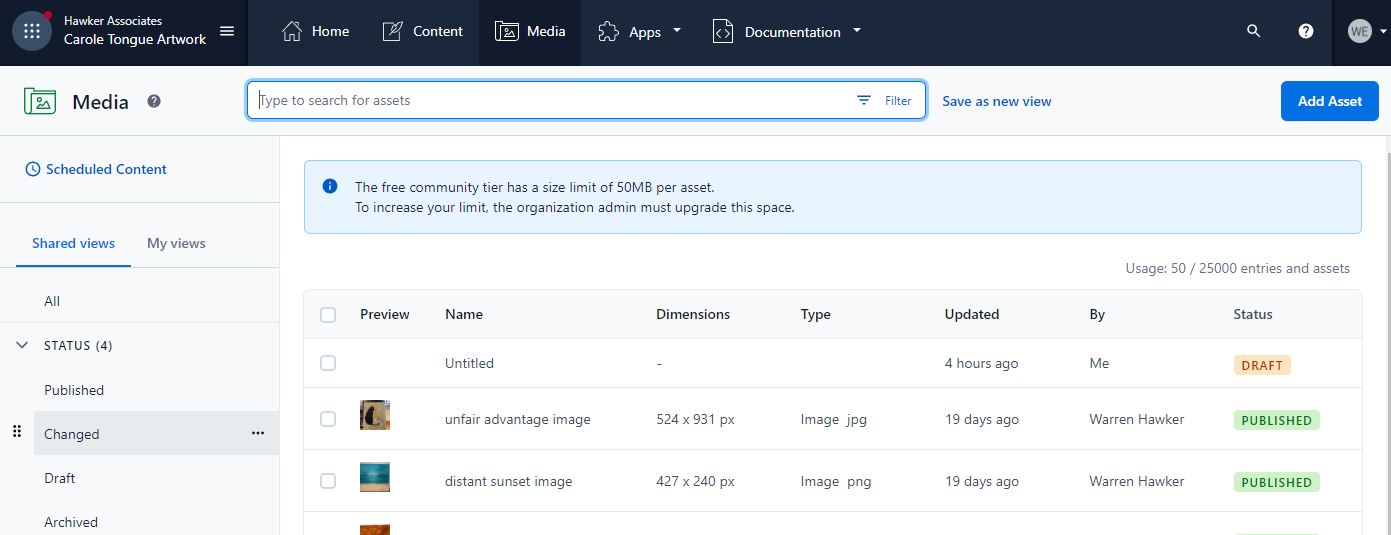 Hawker Associates
Carole Tongue Artwork
Home
Content
Media
Apps
Documentation
?
WE
Media
?
Type to search for assets
Filter
Save as new view
Add Asset
Scheduled Content
The free community tier has a size limit of 50MB per asset.
To increase your limit, the organization admin must upgrade this space.
Shared views
My views
Usage: 50 / 25000 entries and assets
All
STATUS (4)
Published
Changed
Draft
Archived
Preview Name Dimensions Type Updated By Status
Untitled - 4 hours ago Me DRAFT
unfair advantage image 524 x 931 px Image jpg 19 days ago Warren Hawker PUBLISHED
distant sunset image 427 x 240 px Image png 19 days ago Warren Hawker PUBLISHED